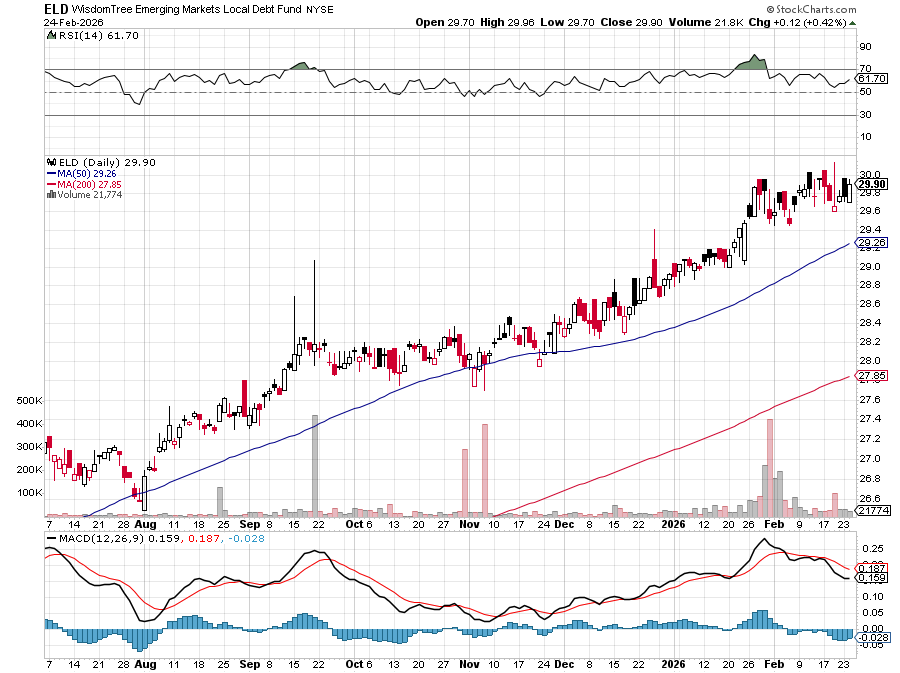 ELD WisdomTree Emerging Markets Local Debt Fund NYSE © StockCharts.com
24-Feb-2026 Open 29.70 High 29.96 Low 29.70 Close 29.90 Volume 21.8K Chg +0.12 (+0.42%)
RSI(14) 61.70
90
70
61.70
50
30
10
ELD (Daily) 29.90
MA(50) 29.26
MA(200) 27.85
Volume 21,774
30.0
29.90
29.8
29.6
29.4
29.26
29.2
29.0
28.8
28.6
28.4
28.2
28.0
27.85
27.6
500K
27.4
400K
27.2
300K
27.0
200K
26.8
100K
26.6
21774
7 14 21 28 Aug 11 18 25 Sep 8 15 22 Oct 6 13 20 27 Nov 10 17 24 Dec 8 15 22 2026 12 20 26 Feb 9 17 23
MACD(12,26,9) 0.159, 0.187, -0.028
0.25
0.187
0.159
0.10
0.05
0.00
-0.028
-0.05
7 14 21 28 Aug 11 18 25 Sep 8 15 22 Oct 6 13 20 27 Nov 10 17 24 Dec 8 15 22 2026 12 20 26 Feb 9 17 23